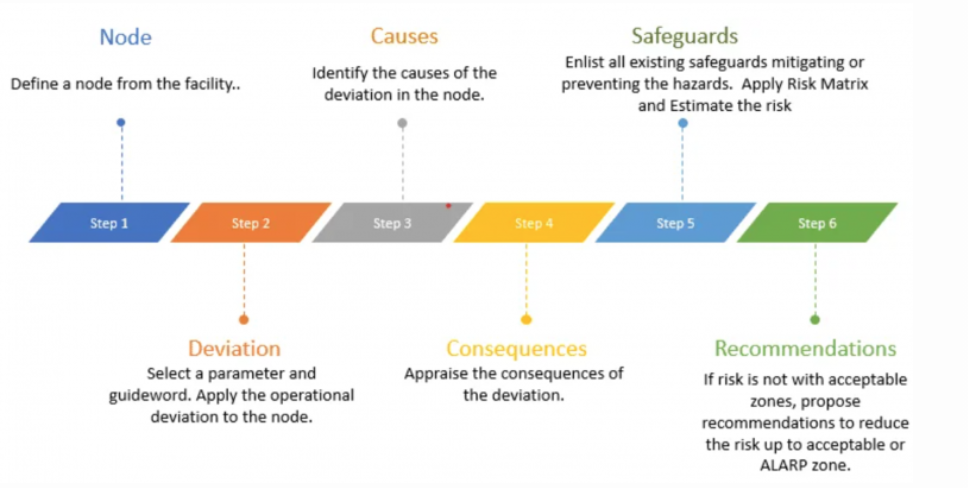 Node
Define a node from the facility..
Causes
Identify the causes of the
deviation in the node.
Safeguards
Enlist all existing safeguards mitigating or
preventing the hazards.  Apply Risk Matrix
and Estimate the risk
Step 1
Step 2
Step 3
Step 4
Step 5
Step 6
Deviation
Select a parameter and
guideword. Apply the operational
deviation to the node.
Consequences
Appraise the consequences of
the deviation.
Recommendations
If risk is not with acceptable
zones, propose
recommendations to reduce
the risk up to acceptable or
ALARP zone.